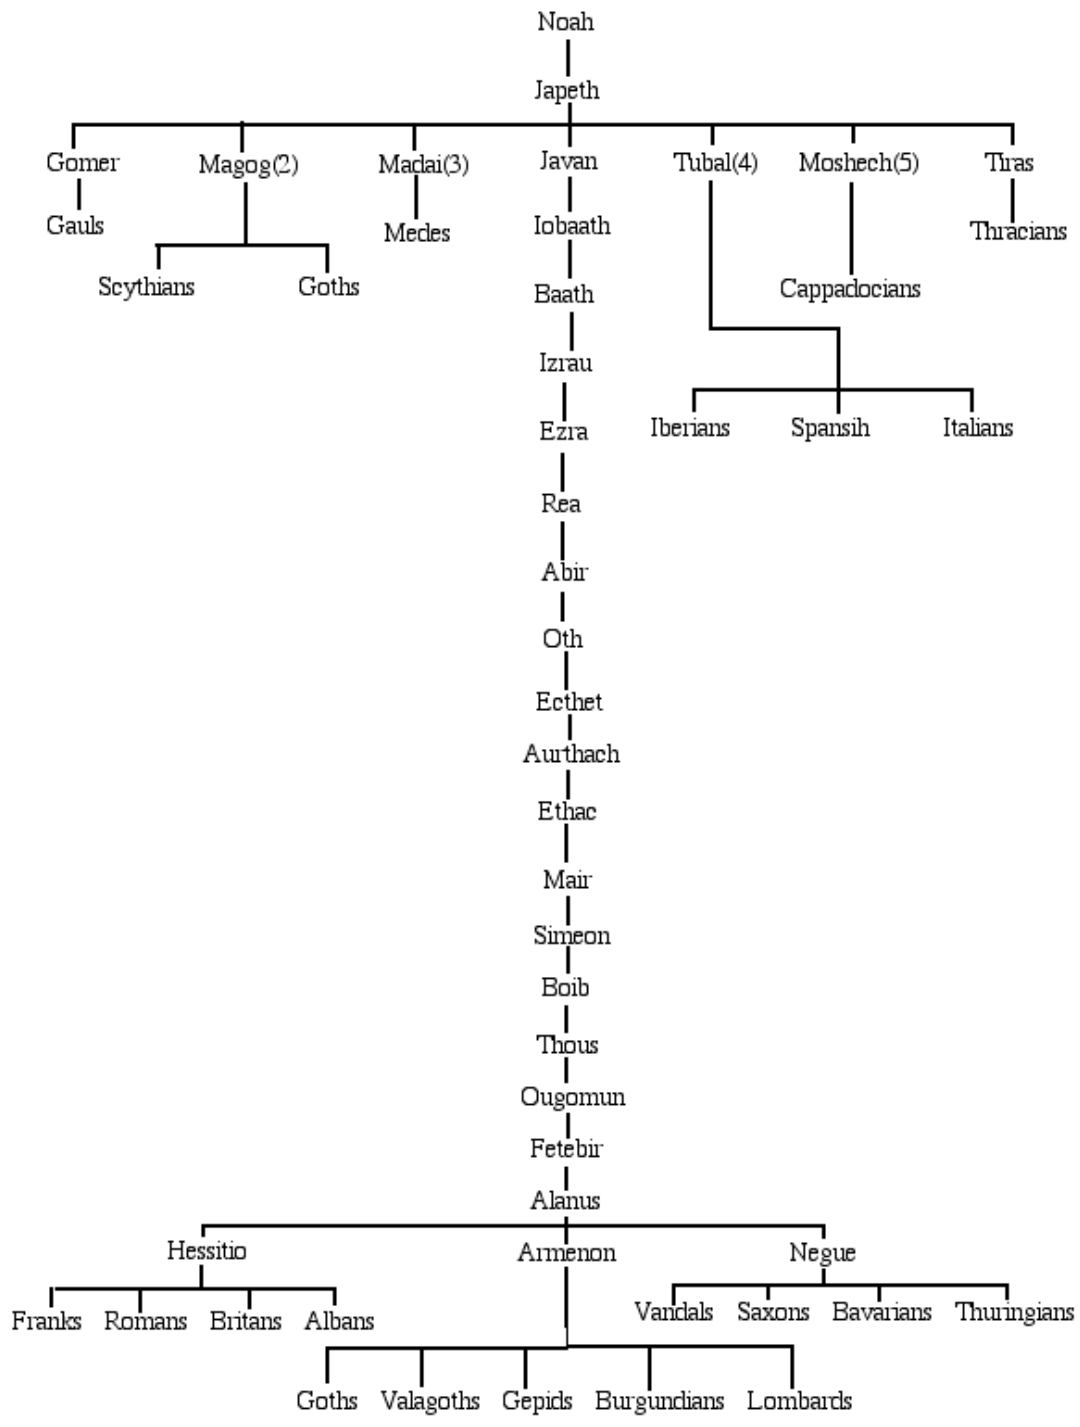 Noah
Japeth
Gomer Magog(2) Madai(3) Javan Tubal(4) Moshech(5) Tiras
Gauls Medes Iobaath Thracians
Scythians Goths Baath Cappadocians
Izrau
Ezra Iberians Spansih Italians
Rea
Abir
Oth
Ecthet
Aurthach
Ethac
Mair
Simeon
Boib
Thous
Ougomun
Fetebir
Alanus
Hessitio Armenon Negue
Franks Romans Britans Albans Vandals Saxons Bavarians Thuringians
Goths Valagoths Gepids Burgundians Lombards